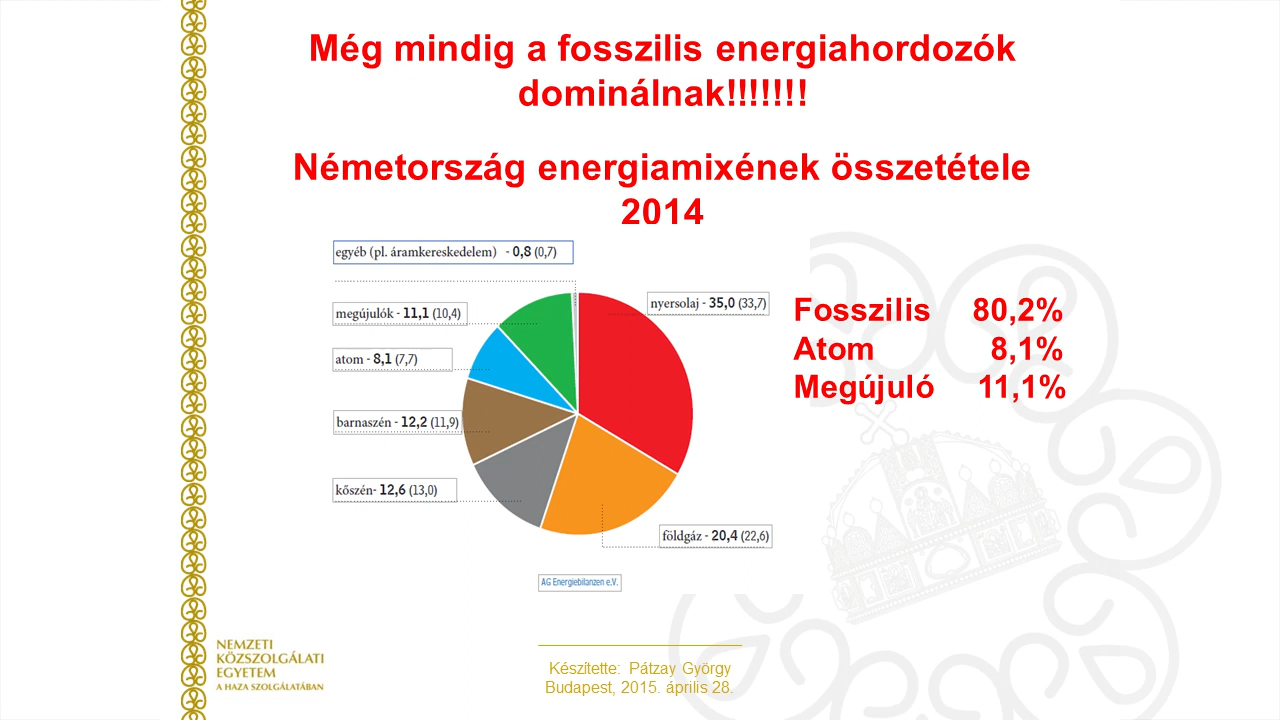 Még mindig a fosszilis energiahordozók
dominálnak!!!!!!!
Németország energiamixének összetétele
2014
egyéb (pl. áramkereskedelem) - 0,8 (0,7)
nyersolaj - 35,0 (33,7)
megújulók - 11,1 (10,4)
atom - 8,1 (7,7)
barnaszén - 12,2 (11,9)
kőszén- 12,6 (13,0)
földgáz - 20,4 (22,6)
AG Energiebilanzen e.V.
Fosszilis 80,2%
Atom 8,1%
Megújuló 11,1%
NEMZETI
KÖZSZOLGÁLATI
EGYETEM
A HAZA SZOLGÁLATÁBAN
Készítette: Pátzay György
Budapest, 2015. április 28.